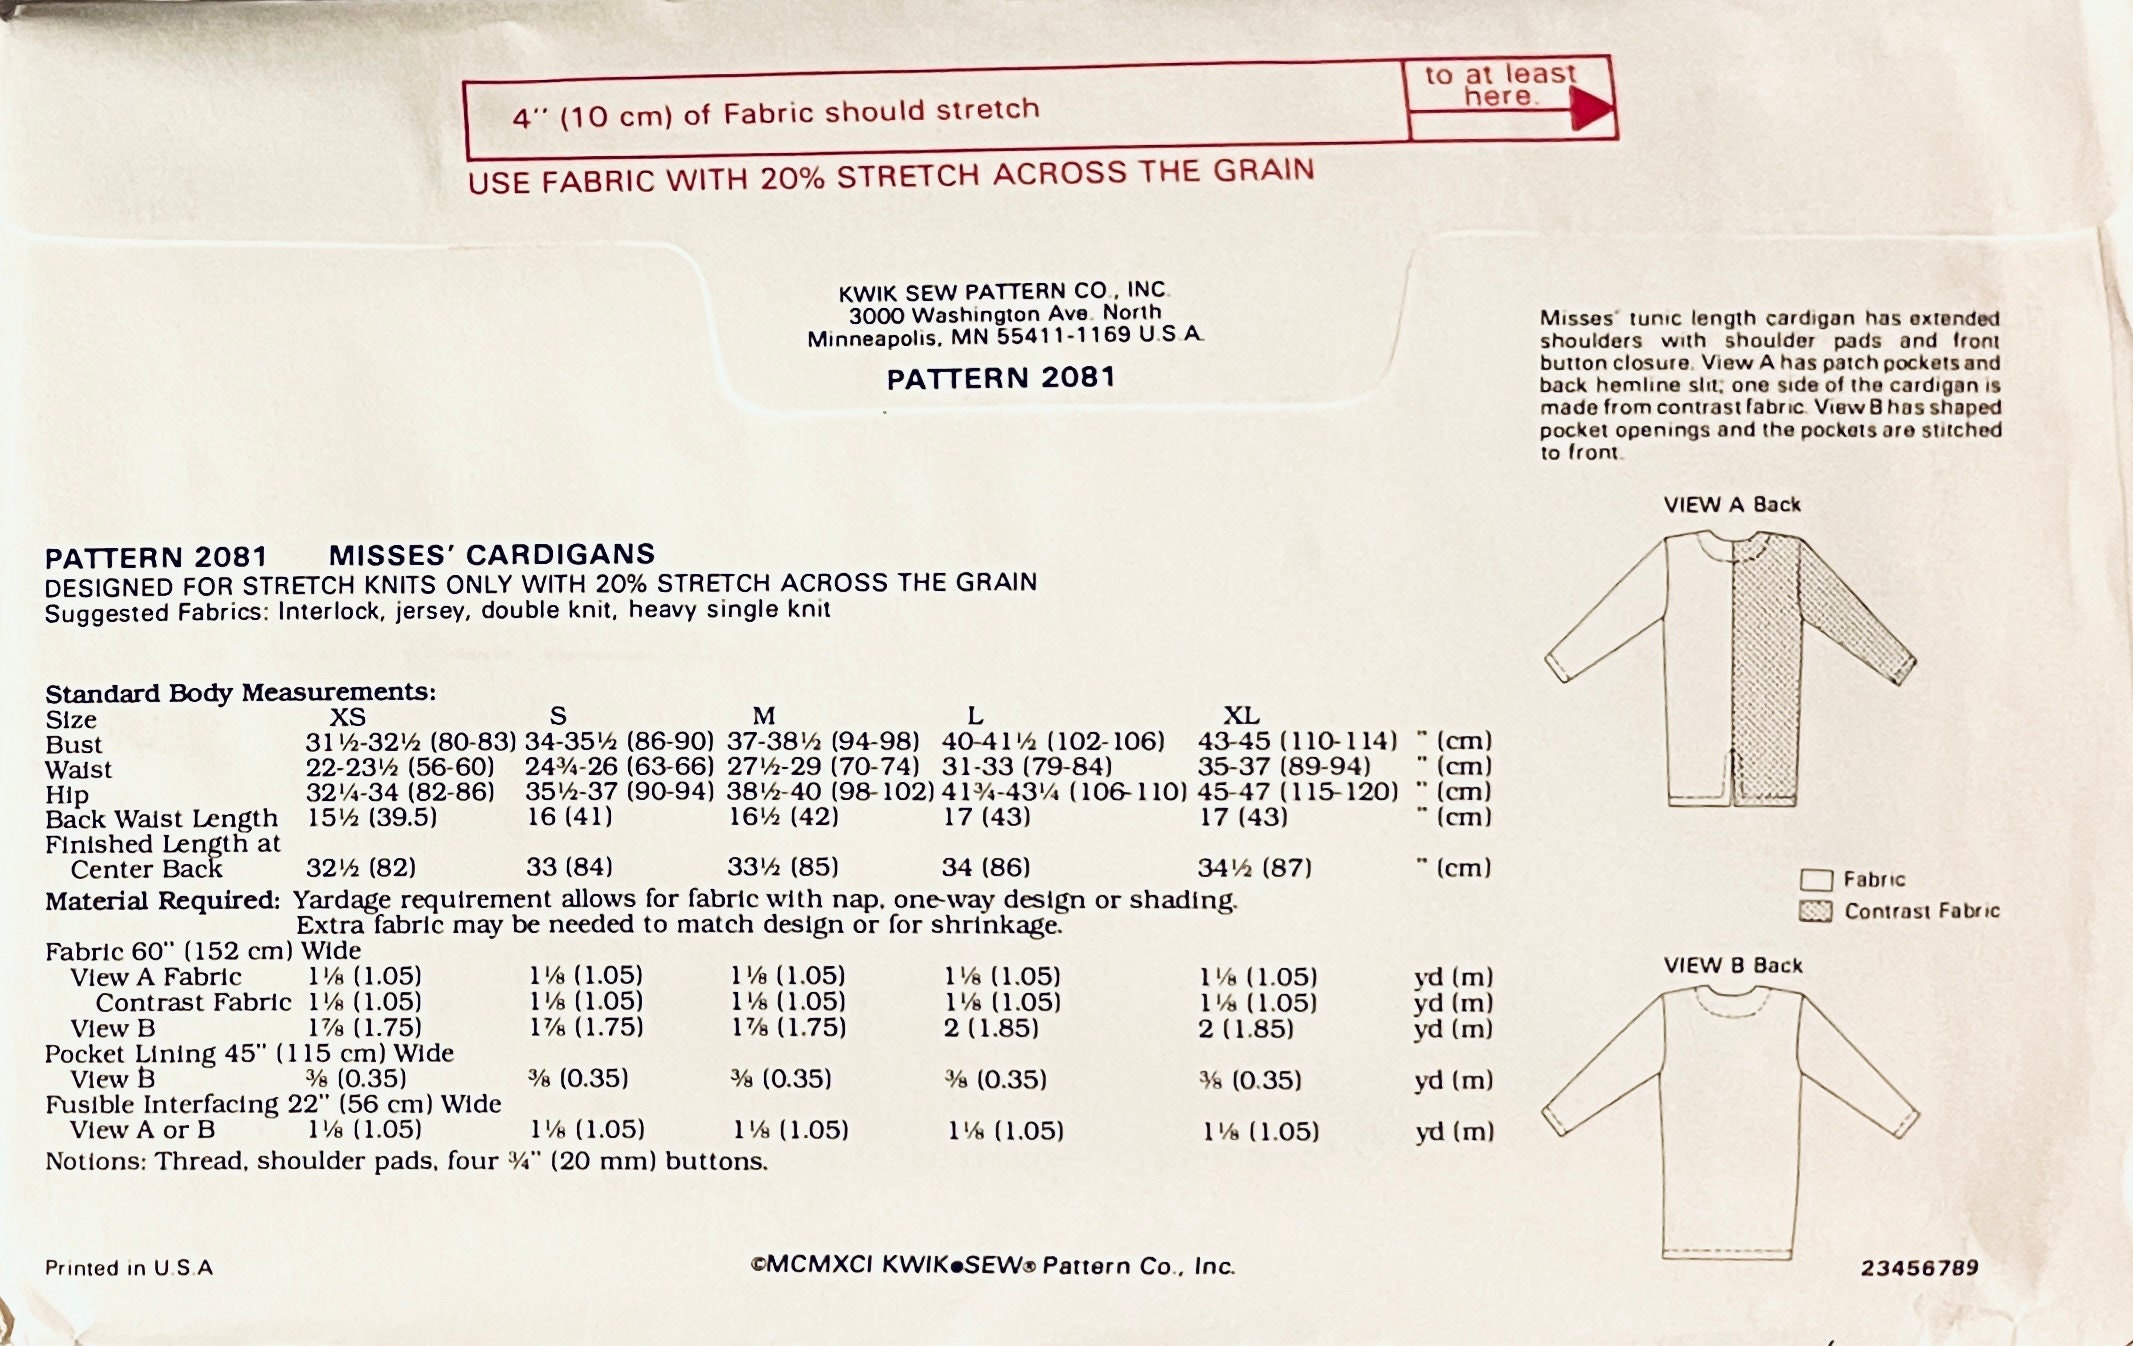 4" (10 cm) of Fabric should stretch
to at least
here.
USE FABRIC WITH 20% STRETCH ACROSS THE GRAIN
KWIK SEW PATTERN CO., INC.
3000 Washington Ave. North
Minneapolis, MN 55411-1169 U.S.A.
PATTERN 2081
Misses' tunic length cardigan has extended
shoulders with shoulder pads and front
button closure. View A has patch pockets and
back hemline slit; one side of the cardigan is
made from contrast fabric. View B has shaped
pocket openings and the pockets are stitched
to front.
VIEW A Back
Fabric
Contrast Fabric
VIEW B Back
PATTERN 2081 MISSES' CARDIGANS
DESIGNED FOR STRETCH KNITS ONLY WITH 20% STRETCH ACROSS THE GRAIN
Suggested Fabrics: Interlock, jersey, double knit, heavy single knit
Standard Body Measurements:
Size XS S M L XL
Bust 31½-32½ (80-83) 34-35½ (86-90) 37-38½ (94-98) 40-41½ (102-106) 43-45 (110-114) " (cm)
Waist 22-23½ (56-60) 24¾-26 (63-66) 27½-29 (70-74) 31-33 (79-84) 35-37 (89-94) " (cm)
Hip 32¼-34 (82-86) 35½-37 (90-94) 38½-40 (98-102) 41¾-43¼ (106-110) 45-47 (115-120) " (cm)
Back Waist Length 15½ (39.5) 16 (41) 16½ (42) 17 (43) 17 (43) " (cm)
Finished Length at
Center Back 32½ (82) 33 (84) 33½ (85) 34 (86) 34½ (87) " (cm)
Material Required: Yardage requirement allows for fabric with nap, one-way design or shading.
Extra fabric may be needed to match design or for shrinkage.
Fabric 60" (152 cm) Wide
View A Fabric 1⅛ (1.05) 1⅛ (1.05) 1⅛ (1.05) 1⅛ (1.05) 1⅛ (1.05) yd (m)
Contrast Fabric 1⅛ (1.05) 1⅛ (1.05) 1⅛ (1.05) 1⅛ (1.05) 1⅛ (1.05) yd (m)
View B 1⅞ (1.75) 1⅞ (1.75) 1⅞ (1.75) 2 (1.85) 2 (1.85) yd (m)
Pocket Lining 45" (115 cm) Wide
View B ⅜ (0.35) ⅜ (0.35) ⅜ (0.35) ⅜ (0.35) ⅜ (0.35) yd (m)
Fusible Interfacing 22" (56 cm) Wide
View A or B 1⅛ (1.05) 1⅛ (1.05) 1⅛ (1.05) 1⅛ (1.05) 1⅛ (1.05) yd (m)
Notions: Thread, shoulder pads, four ¾" (20 mm) buttons.
Printed in U.S.A
©MCMXCI KWIK•SEW® Pattern Co., Inc.
23456789